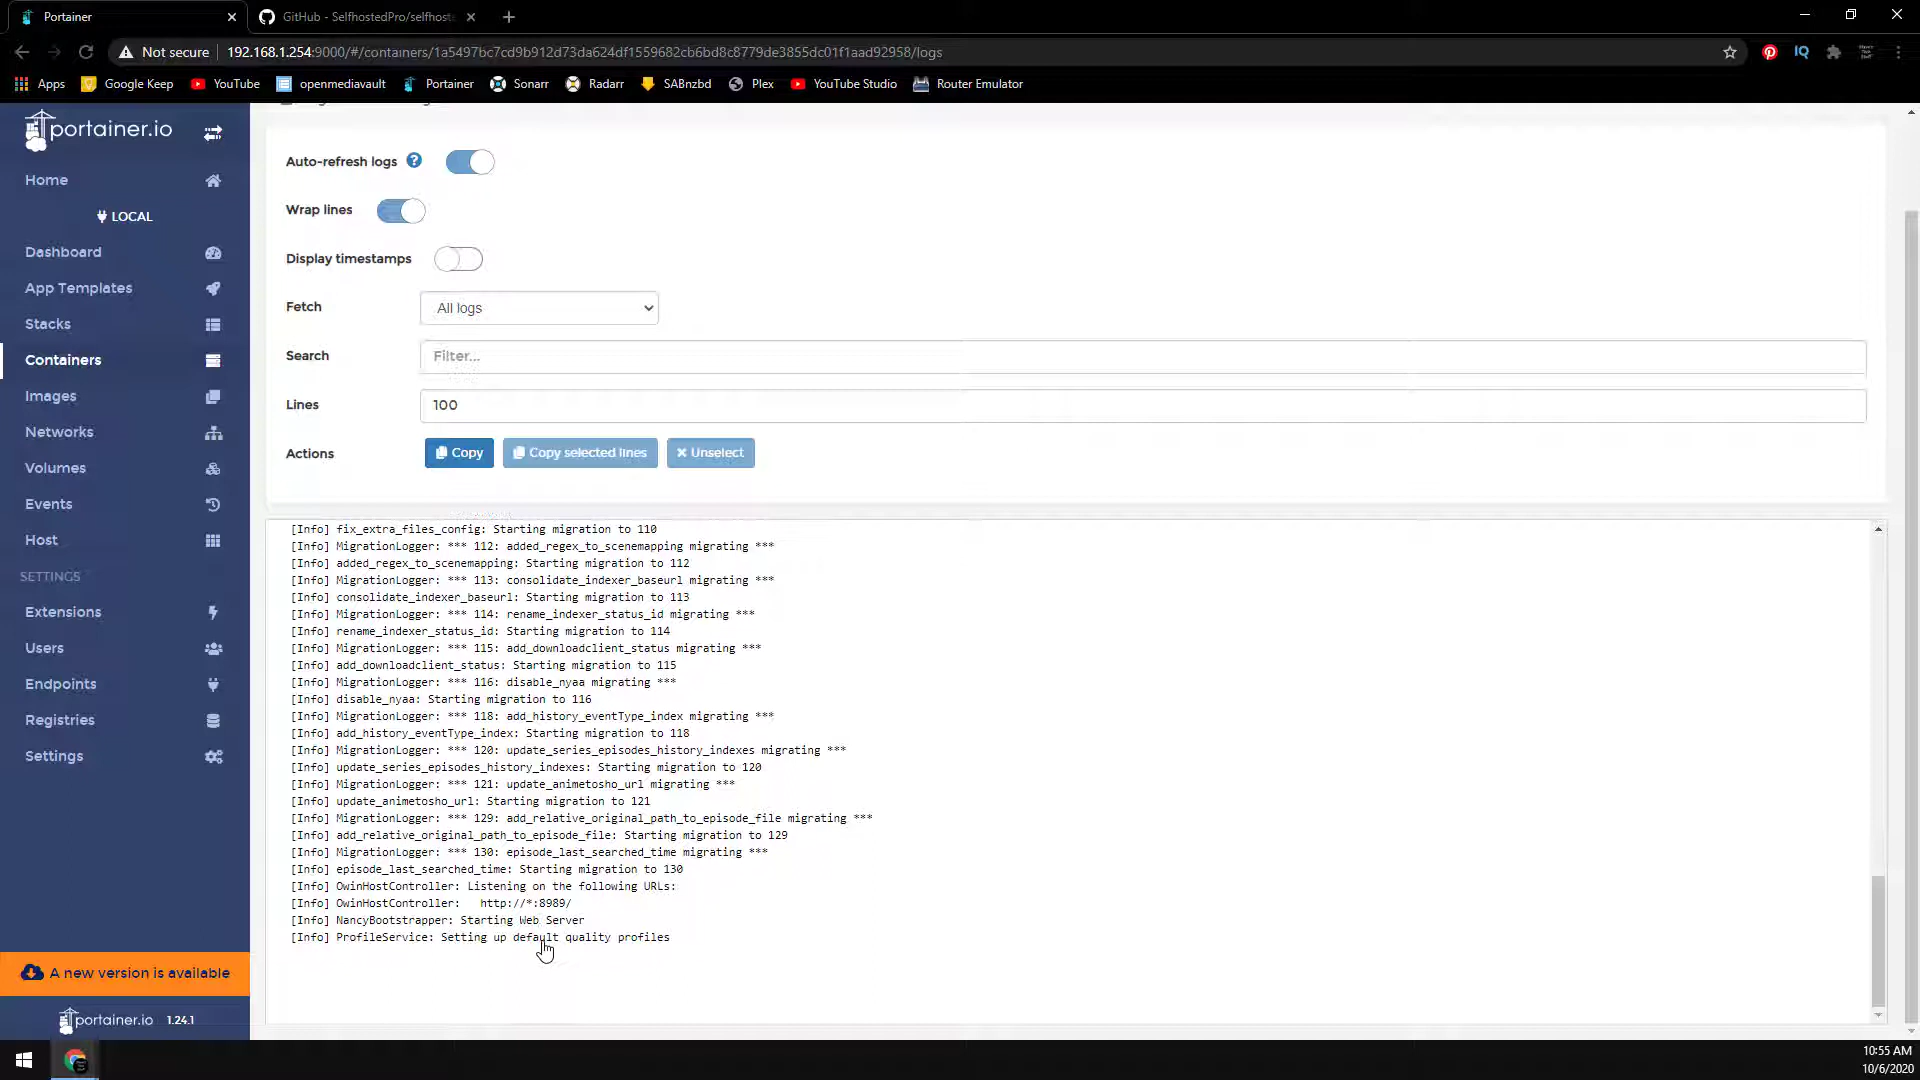 Portainer
GitHub - SelfhostedPro/selfhoste
Not secure
192.168.1.254:9000/#/containers/1a5497bc7cd9b912d73da624df1559682cb6bd8c8779de3855dc01f1aad92958/logs
Apps
Google Keep
YouTube
openmediavault
Portainer
Sonarr
Radarr
SABnzbd
Plex
YouTube Studio
Router Emulator
portainer.io
Home
LOCAL
Dashboard
App Templates
Stacks
Containers
Images
Networks
Volumes
Events
Host
SETTINGS
Extensions
Users
Endpoints
Registries
Settings
A new version is available
portainer.io 1.24.1
Auto-refresh logs
Wrap lines
Display timestamps
Fetch
All logs
Search
Filter...
Lines
100
Actions
Copy
Copy selected lines
Unselect
[Info] fix_extra_files_config: Starting migration to 110
[Info] MigrationLogger: *** 112: added_regex_to_scenemapping migrating ***
[Info] added_regex_to_scenemapping: Starting migration to 112
[Info] MigrationLogger: *** 113: consolidate_indexer_baseurl migrating ***
[Info] consolidate_indexer_baseurl: Starting migration to 113
[Info] MigrationLogger: *** 114: rename_indexer_status_id migrating ***
[Info] rename_indexer_status_id: Starting migration to 114
[Info] MigrationLogger: *** 115: add_downloadclient_status migrating ***
[Info] add_downloadclient_status: Starting migration to 115
[Info] MigrationLogger: *** 116: disable_nyaa migrating ***
[Info] disable_nyaa: Starting migration to 116
[Info] MigrationLogger: *** 118: add_history_eventType_index migrating ***
[Info] add_history_eventType_index: Starting migration to 118
[Info] MigrationLogger: *** 120: update_series_episodes_history_indexes migrating ***
[Info] update_series_episodes_history_indexes: Starting migration to 120
[Info] MigrationLogger: *** 121: update_animetosho_url migrating ***
[Info] update_animetosho_url: Starting migration to 121
[Info] MigrationLogger: *** 129: add_relative_original_path_to_episode_file migrating ***
[Info] add_relative_original_path_to_episode_file: Starting migration to 129
[Info] MigrationLogger: *** 130: episode_last_searched_time migrating ***
[Info] episode_last_searched_time: Starting migration to 130
[Info] OwinHostController: Listening on the following URLs:
[Info] OwinHostController:   http://*:8989/
[Info] NancyBootstrapper: Starting Web Server
[Info] ProfileService: Setting up default quality profiles
10:55 AM
10/6/2020